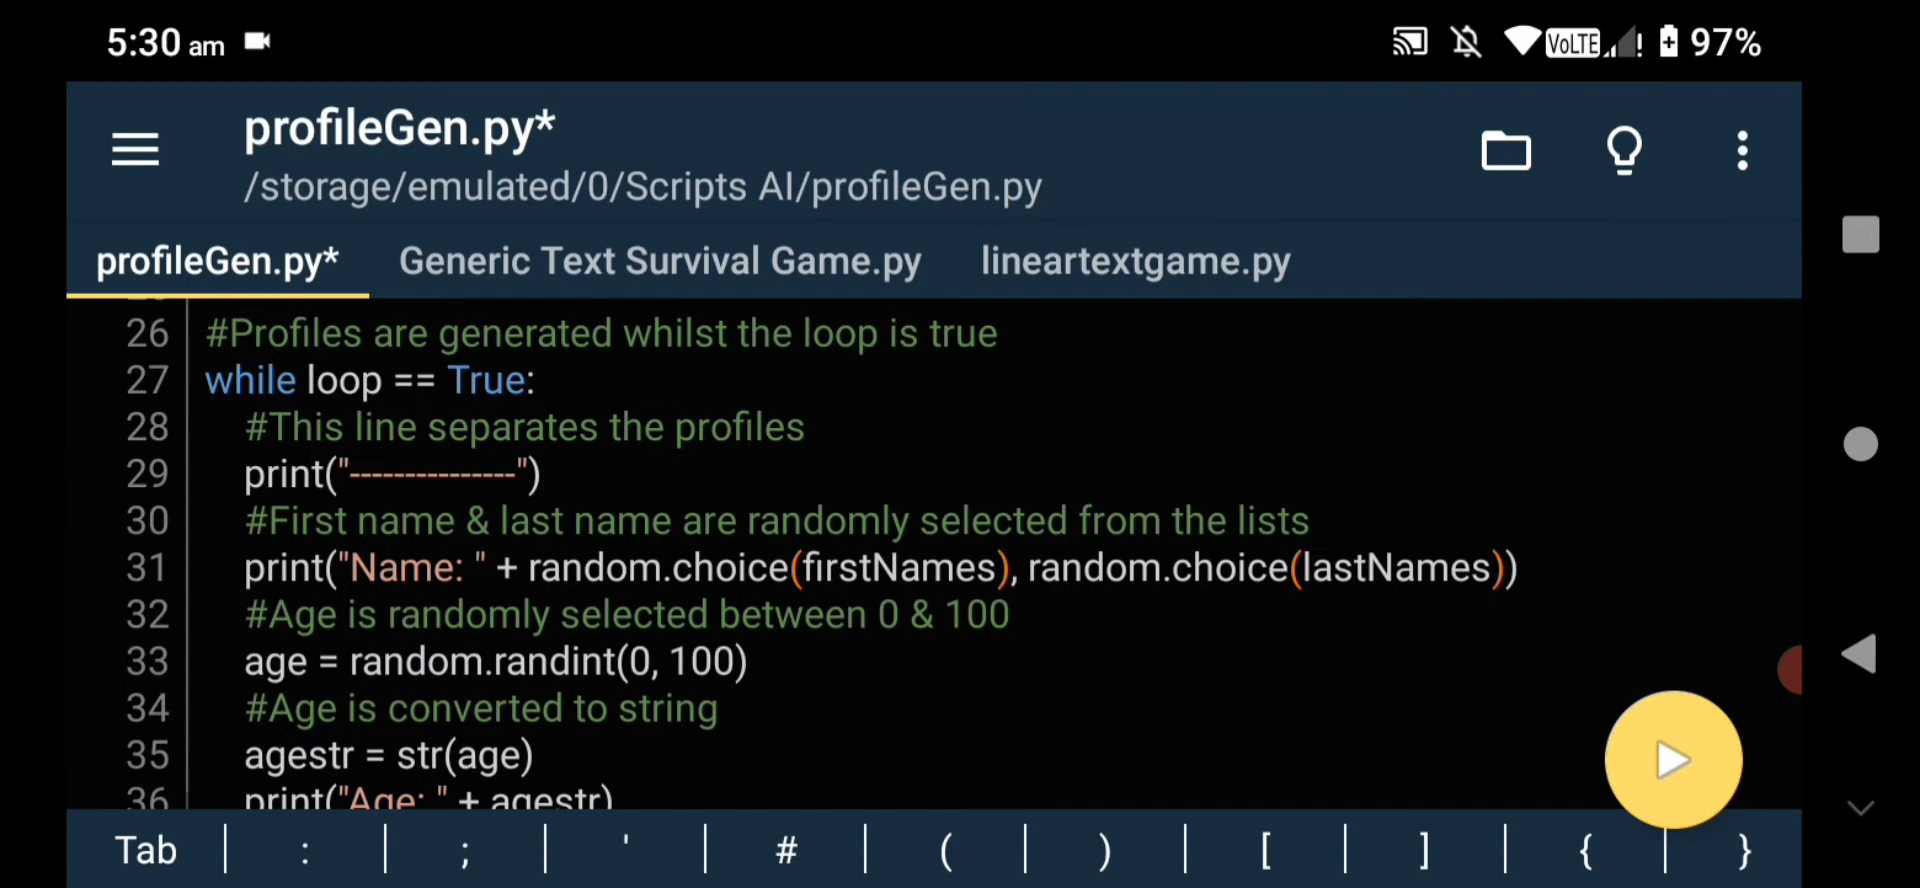 5:30 am VoLTE ! 97%
profileGen.py*
/storage/emulated/0/Scripts AI/profileGen.py
profileGen.py* Generic Text Survival Game.py lineartextgame.py
26 #Profiles are generated whilst the loop is true
27 while loop == True:
28 #This line separates the profiles
29 print("---------------")
30 #First name & last name are randomly selected from the lists
31 print("Name: " + random.choice(firstNames), random.choice(lastNames))
32 #Age is randomly selected between 0 & 100
33 age = random.randint(0, 100)
34 #Age is converted to string
35 agestr = str(age)
36 print("Age: " + agestr)
Tab : ; ' # ( ) [ ] { }